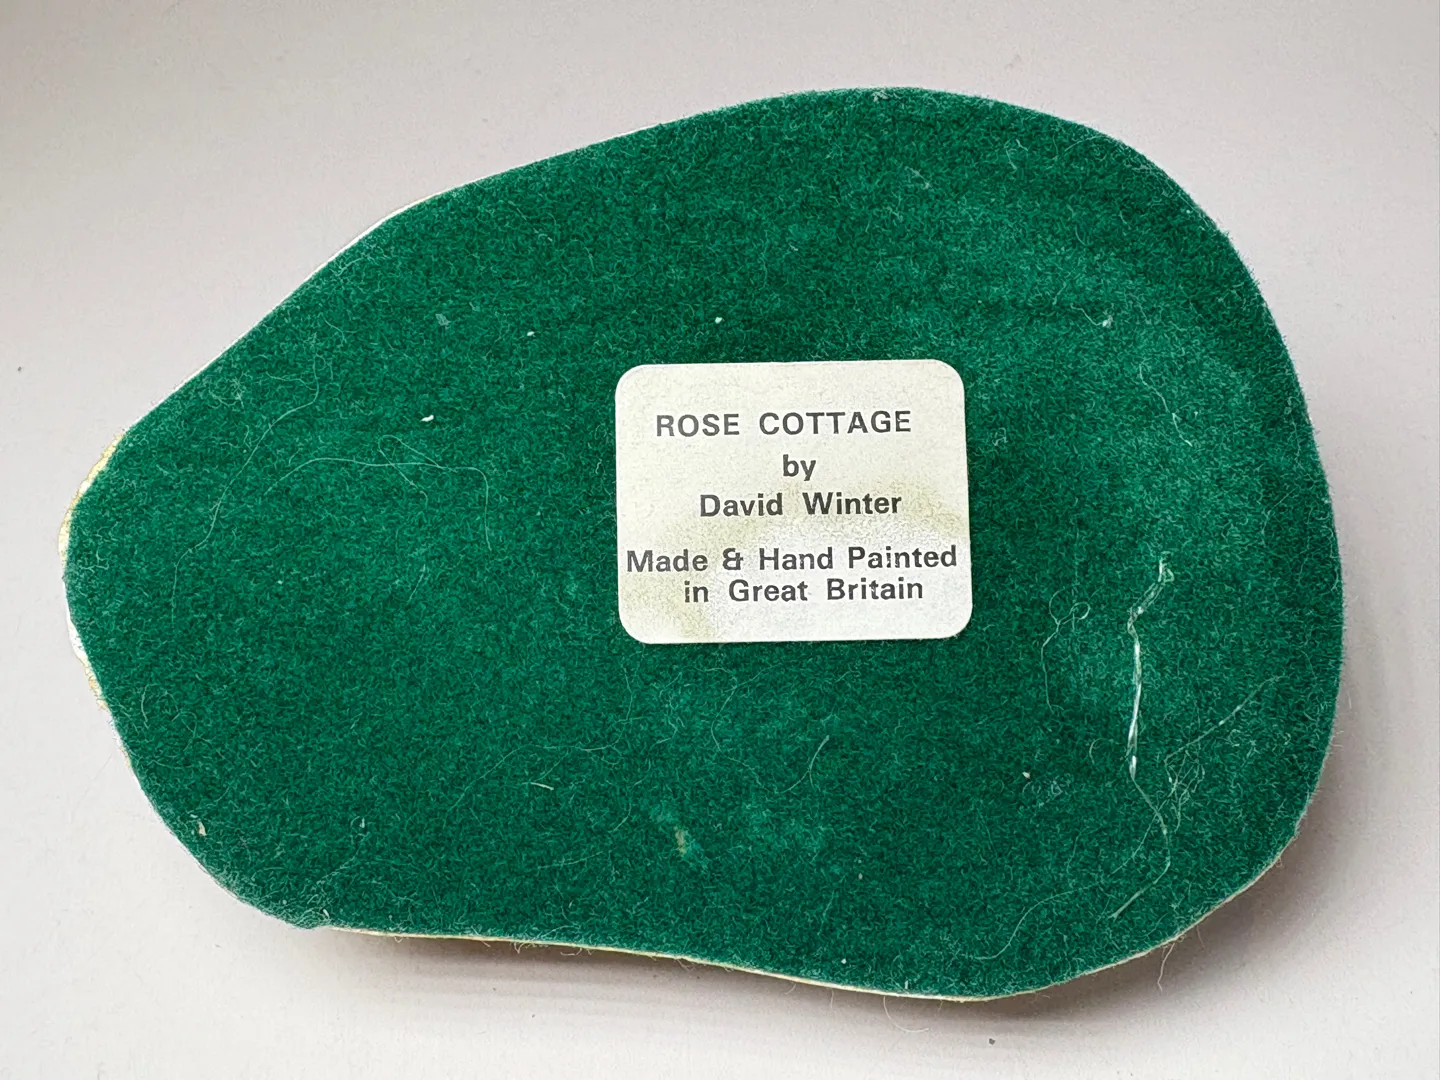 ROSE COTTAGE
by
David Winter
Made & Hand Painted
in Great Britain